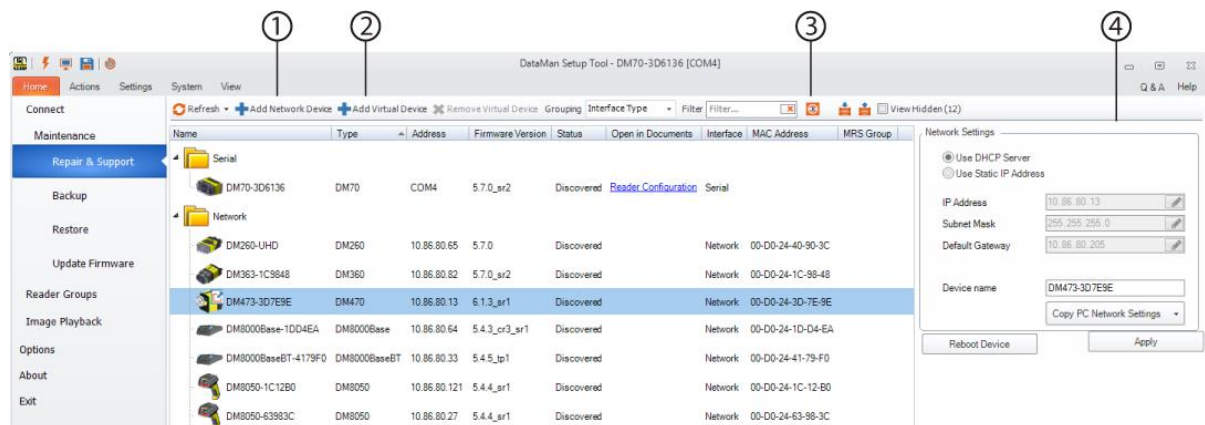 1 2 3 4
DataMan Setup Tool - DM70-3D6136 [COM4]
Home Actions Settings System View Q & A Help
Connect
Maintenance
Repair & Support
Backup
Restore
Update Firmware
Reader Groups
Image Playback
Options
About
Exit
Refresh Add Network Device Add Virtual Device Remove Virtual Device Grouping Interface Type Filter Filter... View Hidden (12)
Name Type Address Firmware Version Status Open in Documents Interface MAC Address MRS Group
Serial
DM70-3D6136 DM70 COM4 5.7.0_sr2 Discovered Reader Configuration Serial
Network
DM260-UHD DM260 10.86.80.65 5.7.0 Discovered Network 00-D0-24-40-90-3C
DM363-1C9848 DM360 10.86.80.82 5.7.0_sr2 Discovered Network 00-D0-24-1C-98-48
DM473-3D7E9E DM470 10.86.80.13 6.1.3_sr1 Discovered Network 00-D0-24-3D-7E-9E
DM8000Base-1DD4EA DM8000Base 10.86.80.64 5.4.3_cr3_sr1 Discovered Network 00-D0-24-1D-D4-EA
DM8000BaseBT-4179F0 DM8000BaseBT 10.86.80.33 5.4.5_tp1 Discovered Network 00-D0-24-41-79-F0
DM8050-1C12B0 DM8050 10.86.80.121 5.4.4_sr1 Discovered Network 00-D0-24-1C-12-B0
DM8050-63983C DM8050 10.86.80.27 5.4.4_sr1 Discovered Network 00-D0-24-63-98-3C
Network Settings
Use DHCP Server
Use Static IP Address
IP Address 10.86.80.13
Subnet Mask 255.255.255.0
Default Gateway 10.86.80.205
Device name DM473-3D7E9E
Copy PC Network Settings
Reboot Device Apply